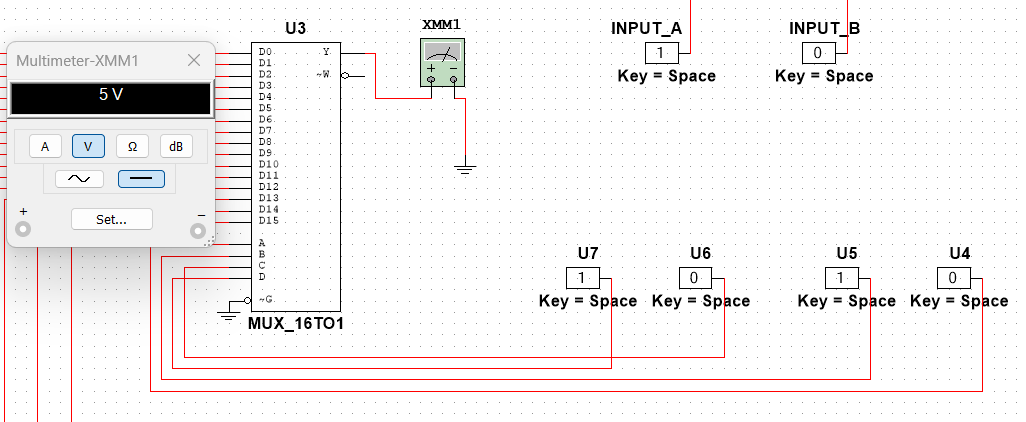 Multimeter-XMM1
5 V
A
V
Ω
dB
Set...
+
−
U3
D0
D1
D2
D3
D4
D5
D6
D7
D8
D9
D10
D11
D12
D13
D14
D15
A
B
C
D
~G
Y
~W
MUX_16TO1
XMM1
+ −
INPUT_A
1
Key = Space
INPUT_B
0
Key = Space
U7
1
Key = Space
U6
0
Key = Space
U5
1
Key = Space
U4
0
Key = Space